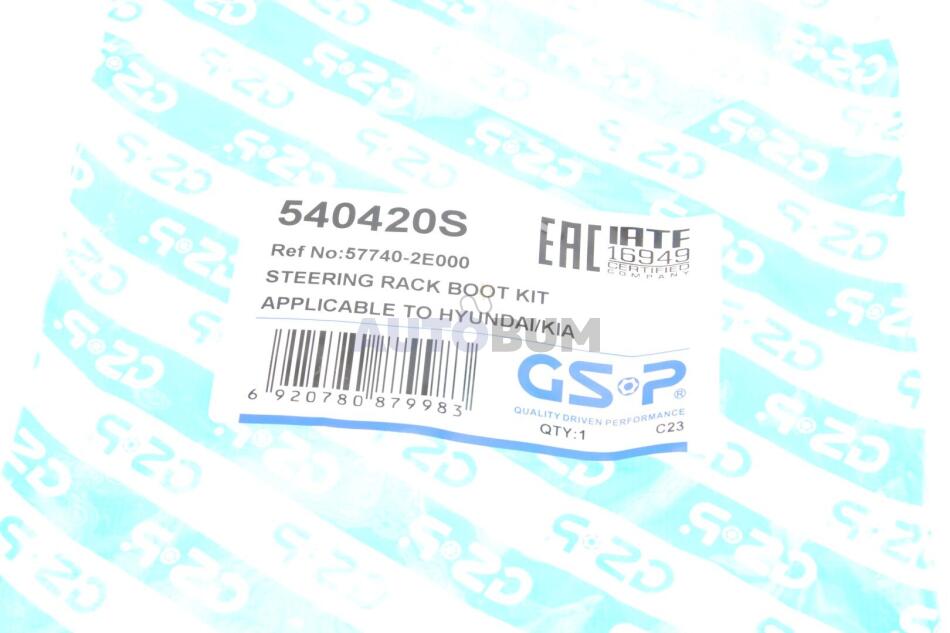 540420S
Ref No:57740-2E000
STEERING RACK BOOT KIT
APPLICABLE TO HYUNDAI/KIA
EAC
IATF
16949
CERTIFIED
COMPANY
AUTOBUM
6 920780 879983
GSP®
QUALITY DRIVEN PERFORMANCE
QTY:1 C23